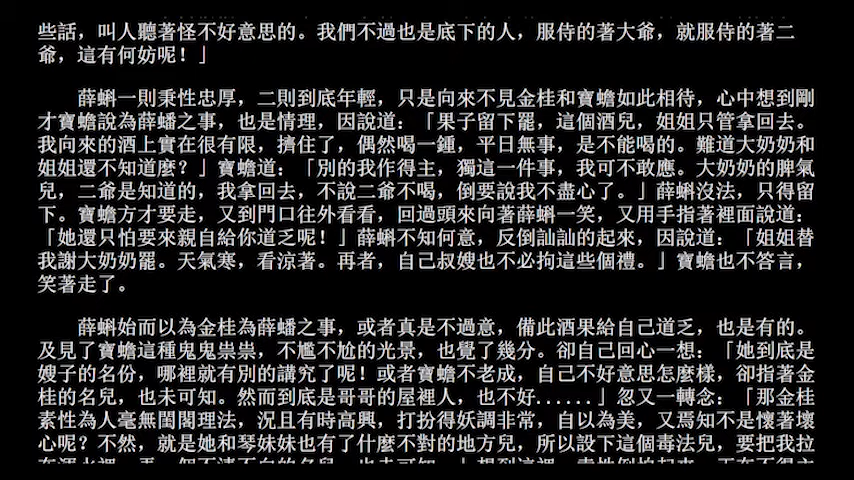 些話，叫人聽著怪不好意思的。我們不過也是底下的人，服侍的著大爺，就服侍的著二
爺，這有何妨呢！」
薛蝌一則秉性忠厚，二則到底年輕，只是向來不見金桂和寶蟾如此相待，心中想到剛
才寶蟾說為薛蟠之事，也是情理，因說道：「果子留下罷，這個酒兒，姐姐只管拿回去。
我向來的酒上實在很有限，擠住了，偶然喝一鍾，平日無事，是不能喝的。難道大奶奶和
姐姐還不知道麼？」寶蟾道：「別的我作得主，獨這一件事，我可不敢應。大奶奶的脾氣
兒，二爺是知道的，我拿回去，不說二爺不喝，倒要說我不盡心了。」薛蝌沒法，只得留
下。寶蟾方才要走，又到門口往外看看，回過頭來向著薛蝌一笑，又用手指著裡面說道：
「她還只怕要來親自給你道乏呢！」薛蝌不知何意，反倒訕訕的起來，因說道：「姐姐替
我謝大奶奶罷。天氣寒，看涼著。再者，自己叔嫂也不必拘這些個禮。」寶蟾也不答言，
笑著走了。
薛蝌始而以為金桂為薛蟠之事，或者真是不過意，備此酒果給自己道乏，也是有的。
及見了寶蟾這種鬼鬼祟祟，不尷不尬的光景，也覺了幾分。卻自己回心一想：「她到底是
嫂子的名份，哪裡就有別的講究了呢！或者寶蟾不老成，自己不好意思怎麼樣，卻指著金
桂的名兒，也未可知。然而到底是哥哥的屋裡人，也不好......」忽又一轉念：「那金桂
素性為人毫無閨閣理法，況且有時高興，打扮得妖調非常，自以為美，又焉知不是懷著壞
心呢？不然，就是她和琴妹妹也有了什麼不對的地方兒，所以設下這個毒法兒，要把我拉